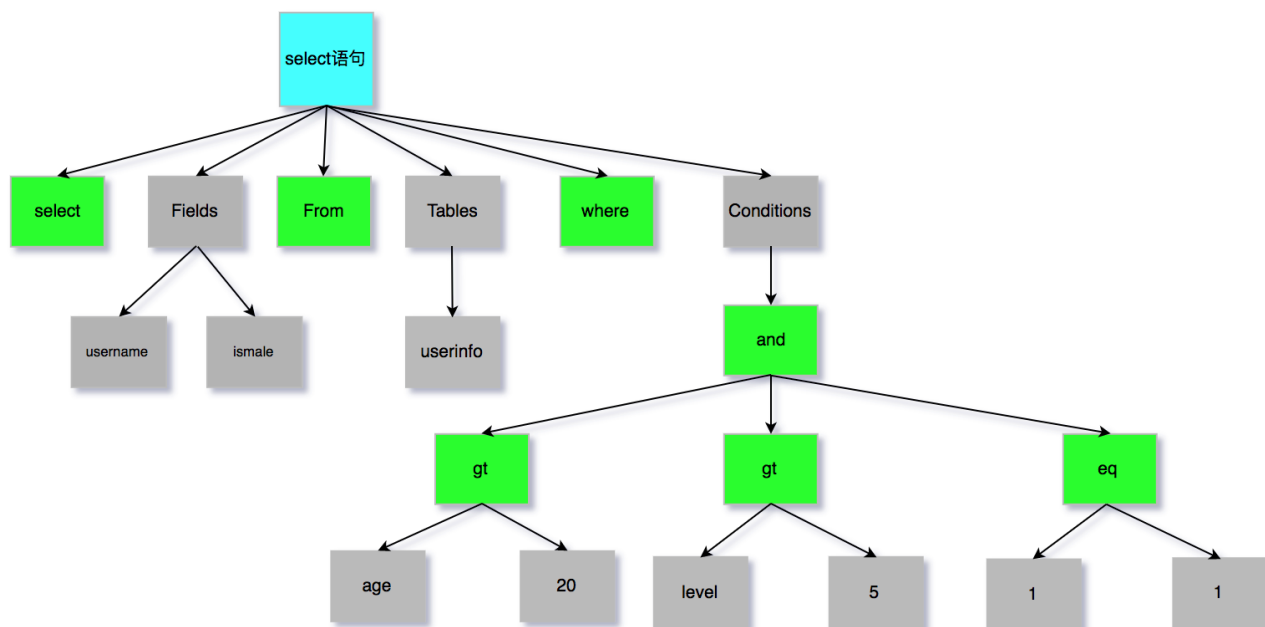 select语句
select
Fields
From
Tables
where
Conditions
username
ismale
userinfo
and
gt
gt
eq
age
20
level
5
1
1